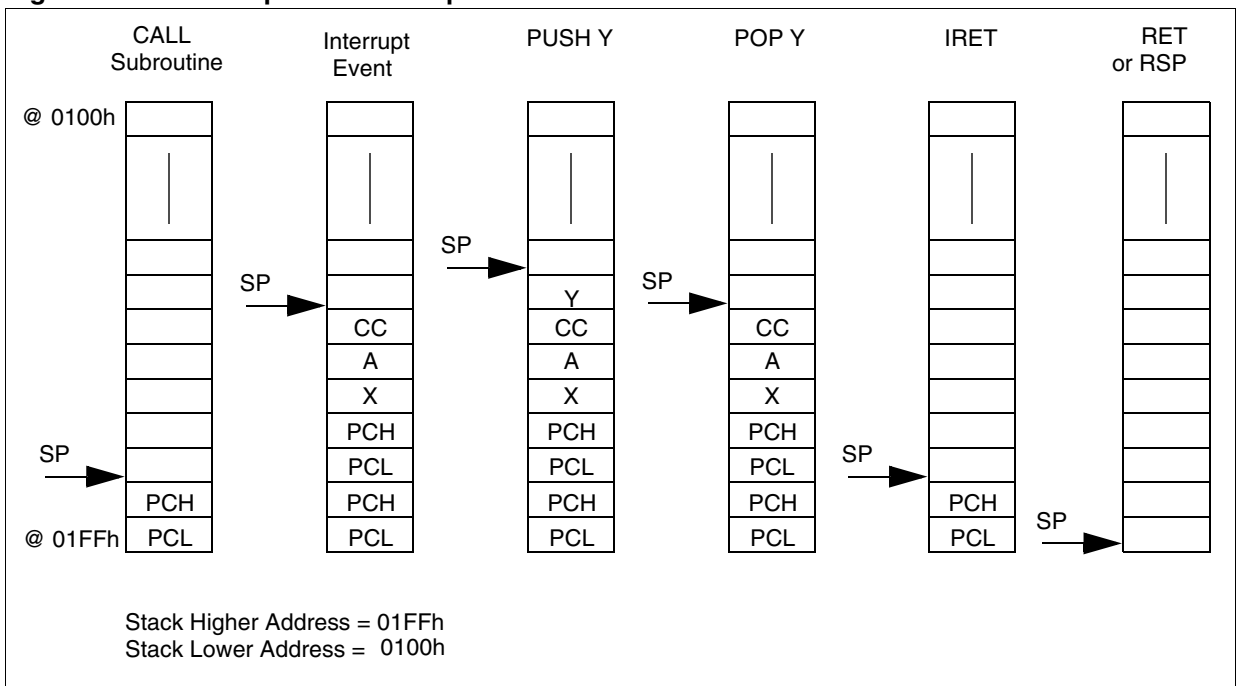 CALL
Subroutine
Interrupt
Event
PUSH Y
POP Y
IRET
RET
or RSP
@ 0100h
SP
SP
SP
Y
CC
CC
CC
A
A
A
X
X
X
PCH
PCH
PCH
SP
SP
PCL
PCL
PCL
PCH
PCH
PCH
PCH
PCH
SP
@ 01FFh
PCL
PCL
PCL
PCL
PCL
Stack Higher Address = 01FFh
Stack Lower Address = 0100h